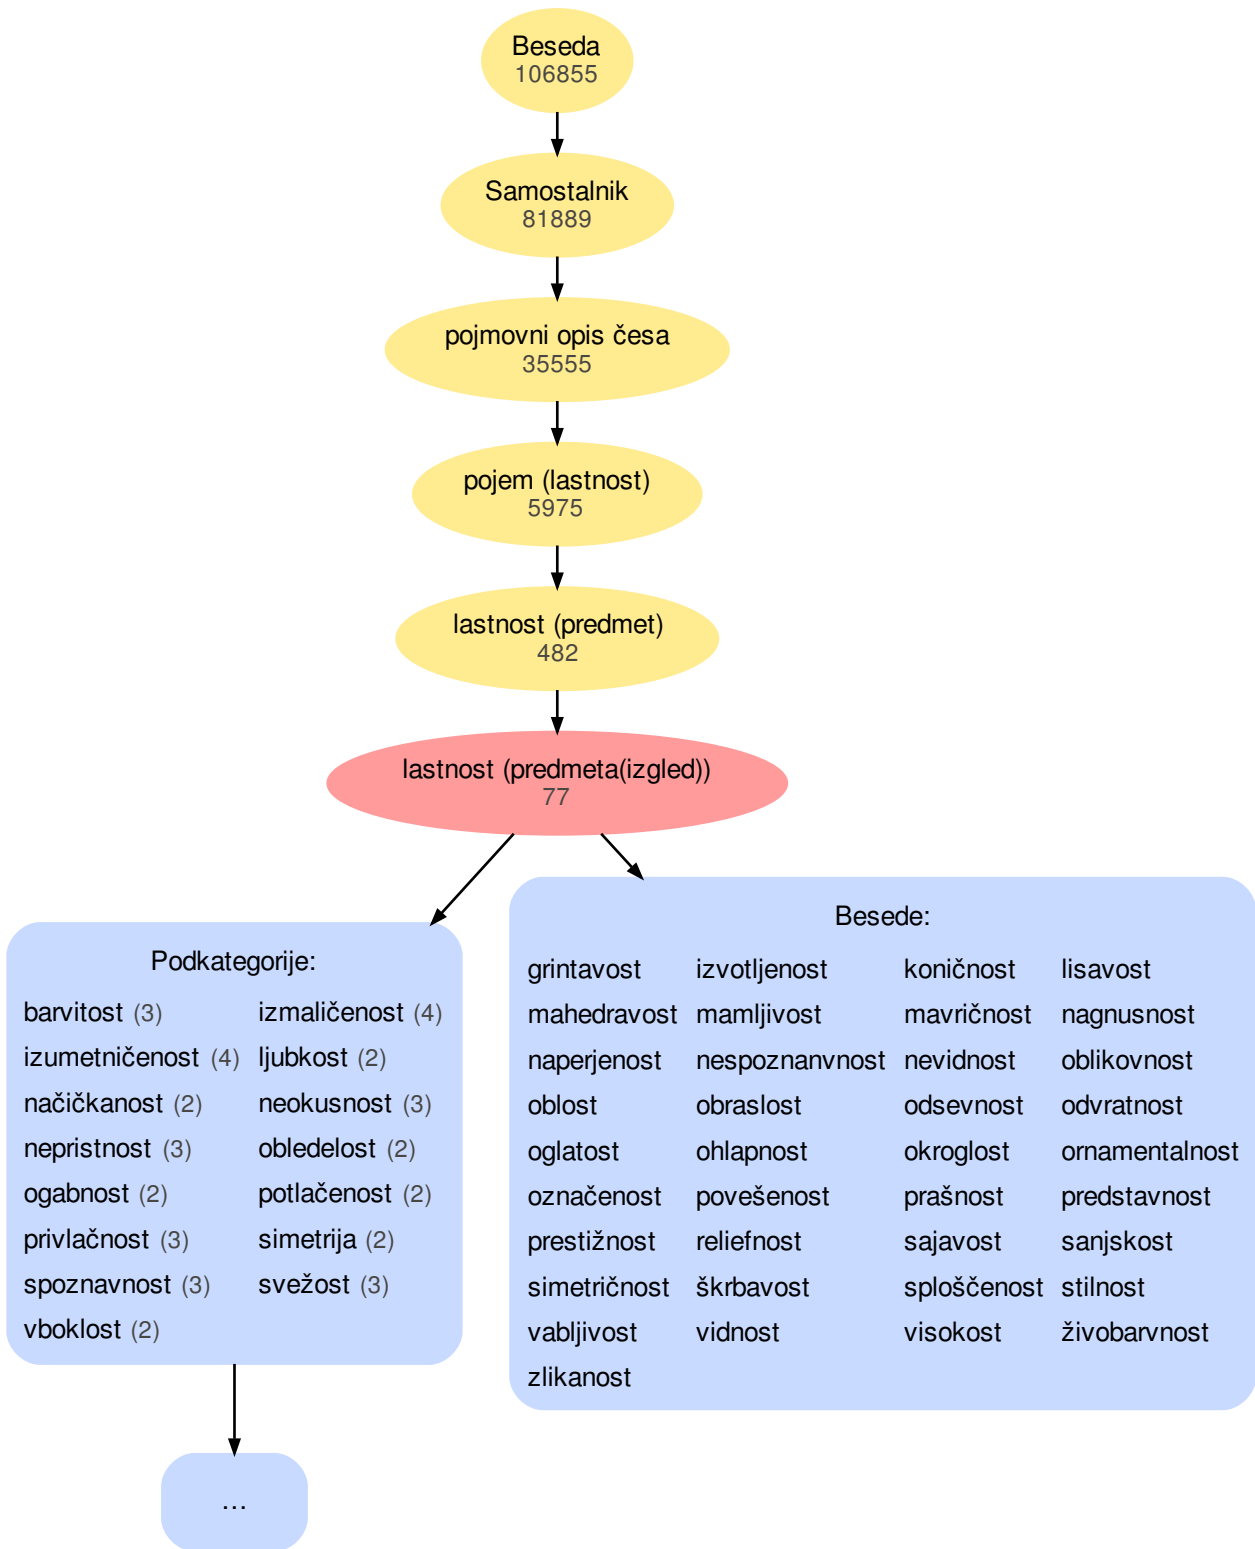 Beseda
106855
Samostalnik
81889
pojmovni opis česa
35555
pojem (lastnost)
5975
lastnost (predmet)
482
lastnost (predmeta(izgled))
77
Podkategorije:
barvitost (3) izmaličenost (4)
izumetničenost (4) ljubkost (2)
načičkanost (2) neokusnost (3)
nepristnost (3) obledelost (2)
ogabnost (2) potlačenost (2)
privlačnost (3) simetrija (2)
spoznavnost (3) svežost (3)
vboklost (2)
Besede:
grintavost izvotljenost koničnost lisavost
mahedravost mamljivost mavričnost nagnusnost
naperjenost nespoznanvnost nevidnost oblikovnost
oblost obraslost odsevnost odvratnost
oglatost ohlapnost okroglost ornamentalnost
označenost povešenost prašnost predstavnost
prestižnost reliefnost sajavost sanjskost
simetričnost škrbavost sploščenost stilnost
vabljivost vidnost visokost živobarvnost
zlikanost
...